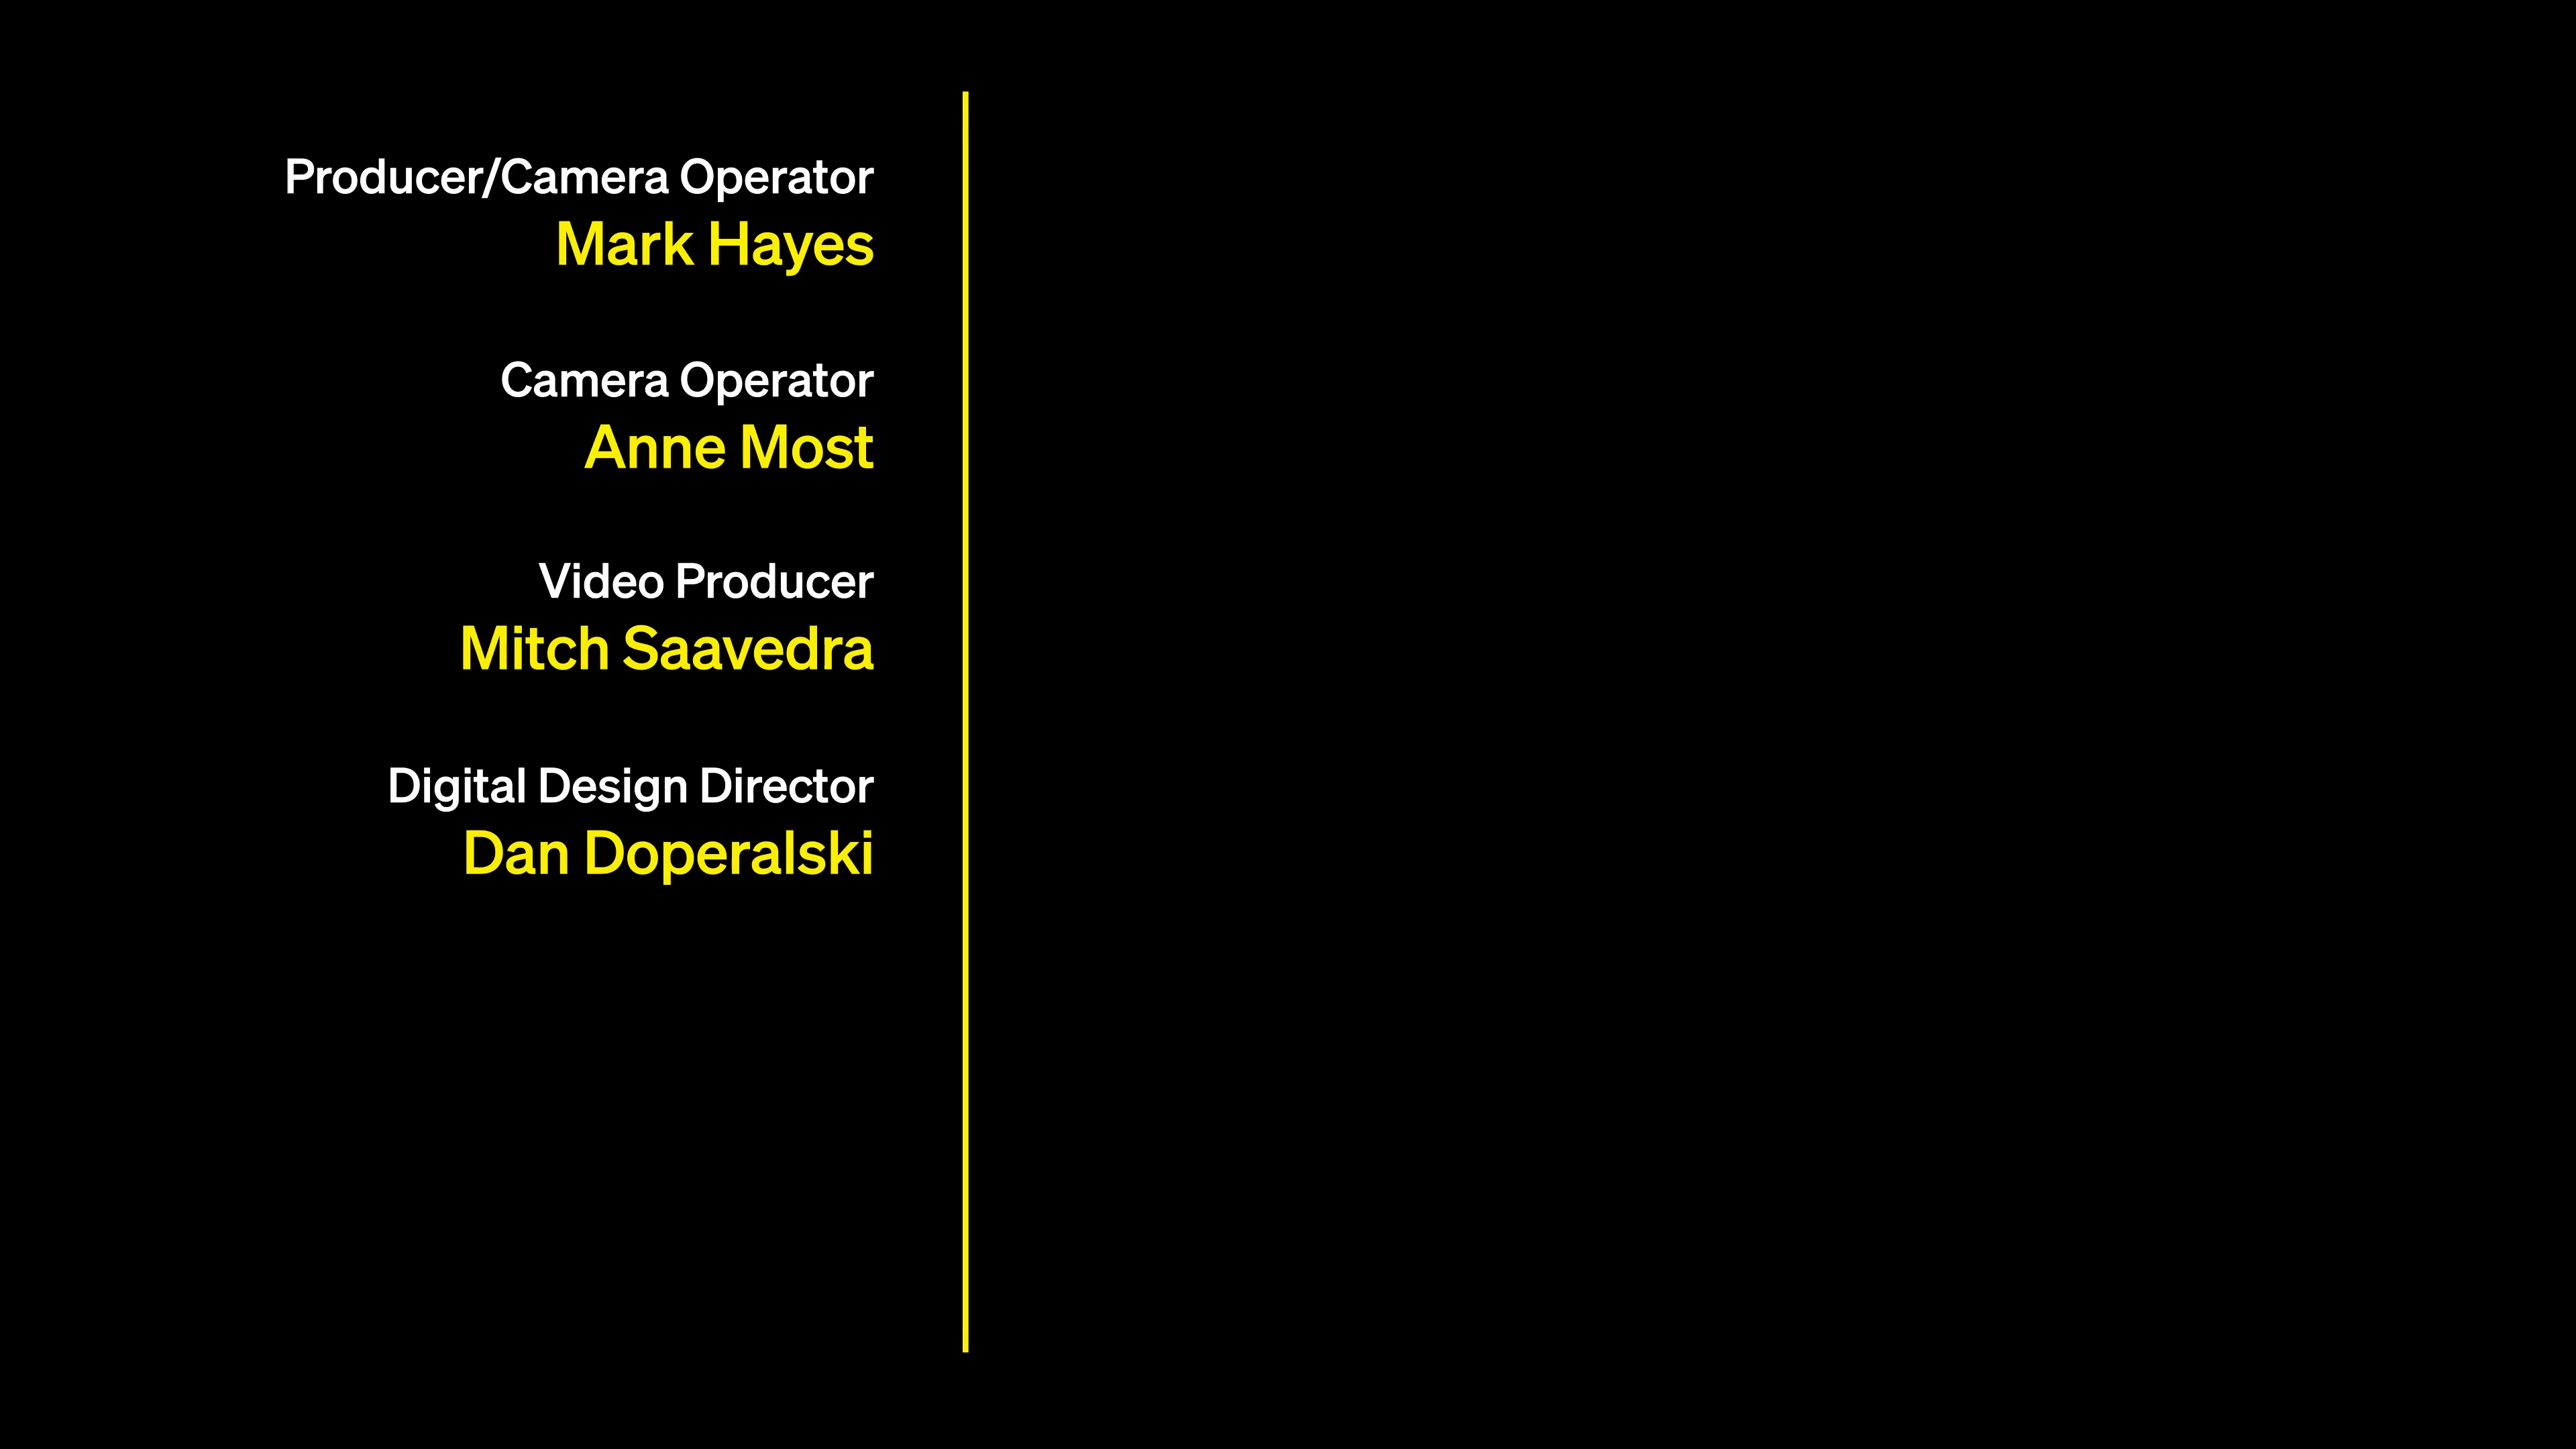 Producer/Camera Operator
Mark Hayes
Camera Operator
Anne Most
Video Producer
Mitch Saavedra
Digital Design Director
Dan Doperalski